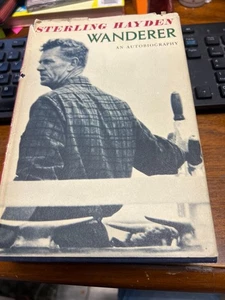 STERLING HAYDEN
WANDERER
AN AUTOBIOGRAPHY